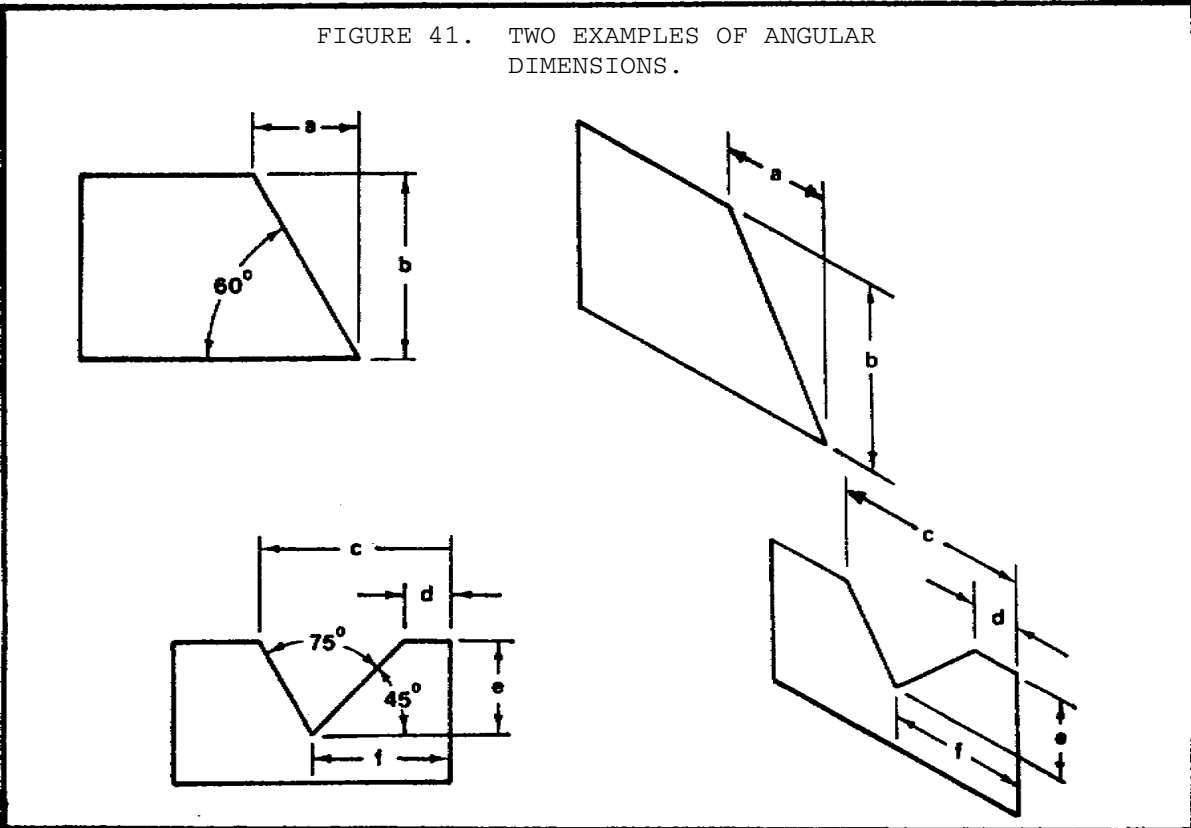 FIGURE 41. TWO EXAMPLES OF ANGULAR
DIMENSIONS.
a
b
60°
a
b
c
d
75°
45°
e
f
c
d
e
f